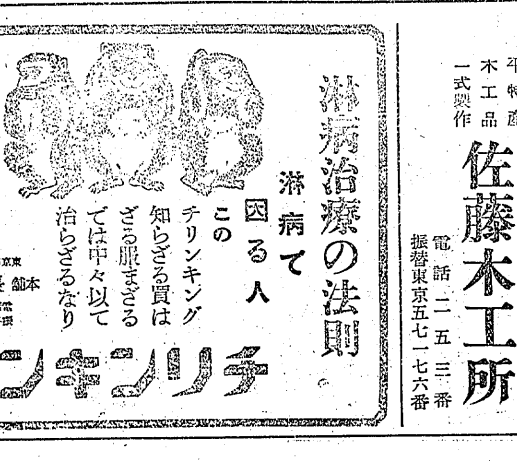 木工品
一式製作
佐藤木工所
電話二五三番
振替東京五七一七六番
淋病治療の法則
淋病で
困る人
この
チリンキング
知らざる買は
ざる服まざる
では中々以て
治らざるなり
チリンキン
本舗